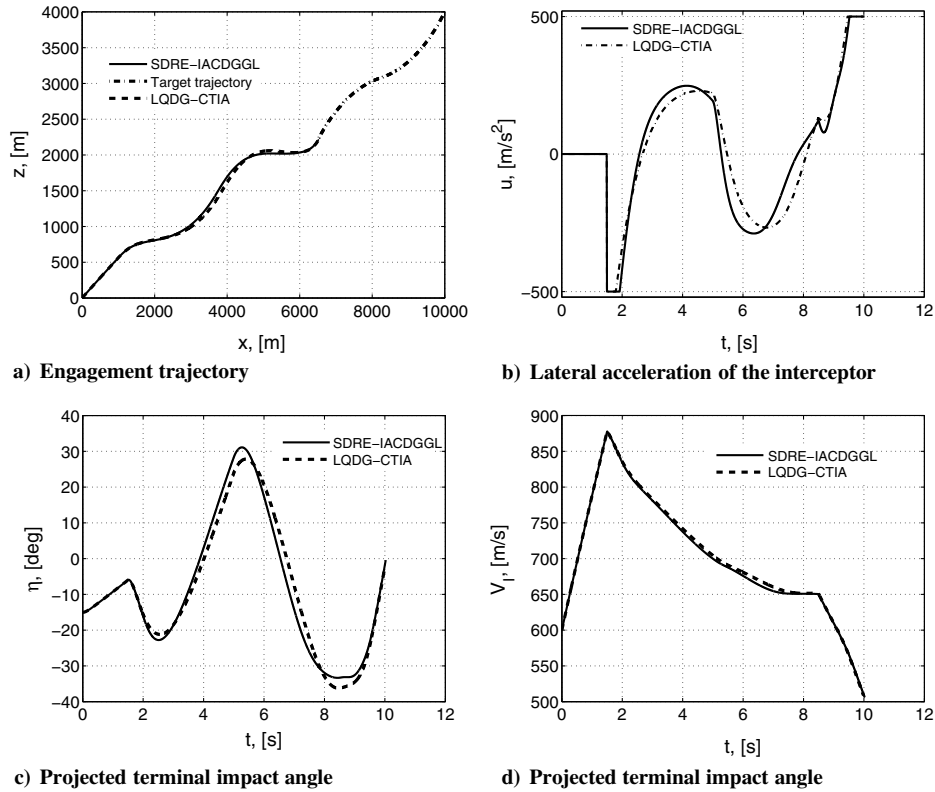 4000
3500
3000
2500
2000
1500
1000
500
0
z, [m]
SDRE−IACDGGL
Target trajectory
LQDG−CTIA
0 2000 4000 6000 8000 10000
x, [m]
a) Engagement trajectory
500
0
−500
u, [m/s²]
SDRE−IACDGGL
LQDG−CTIA
0 2 4 6 8 10 12
t, [s]
b) Lateral acceleration of the interceptor
40
30
20
10
0
−10
−20
−30
−40
η, [deg]
SDRE−IACDGGL
LQDG−CTIA
0 2 4 6 8 10 12
t, [s]
c) Projected terminal impact angle
900
850
800
750
700
650
600
550
500
V_I, [m/s]
SDRE−IACDGGL
LQDG−CTIA
0 2 4 6 8 10 12
t, [s]
d) Projected terminal impact angle